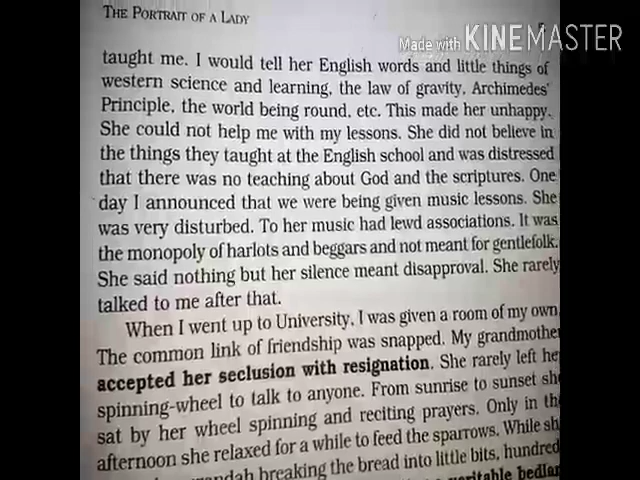 THE PORTRAIT OF A LADY
Made with KINEMASTER
taught me. I would tell her English words and little things of
western science and learning, the law of gravity, Archimedes'
Principle, the world being round, etc. This made her unhappy.
She could not help me with my lessons. She did not believe in
the things they taught at the English school and was distressed
that there was no teaching about God and the scriptures. One
day I announced that we were being given music lessons. She
was very disturbed. To her music had lewd associations. It was
the monopoly of harlots and beggars and not meant for gentlefolk.
She said nothing but her silence meant disapproval. She rarely
talked to me after that.
When I went up to University, I was given a room of my own.
The common link of friendship was snapped. My grandmothe
accepted her seclusion with resignation. She rarely left he
spinning-wheel to talk to anyone. From sunrise to sunset sh
sat by her wheel spinning and reciting prayers. Only in th
afternoon she relaxed for a while to feed the sparrows. While sh
breaking the bread into little bits, hundred